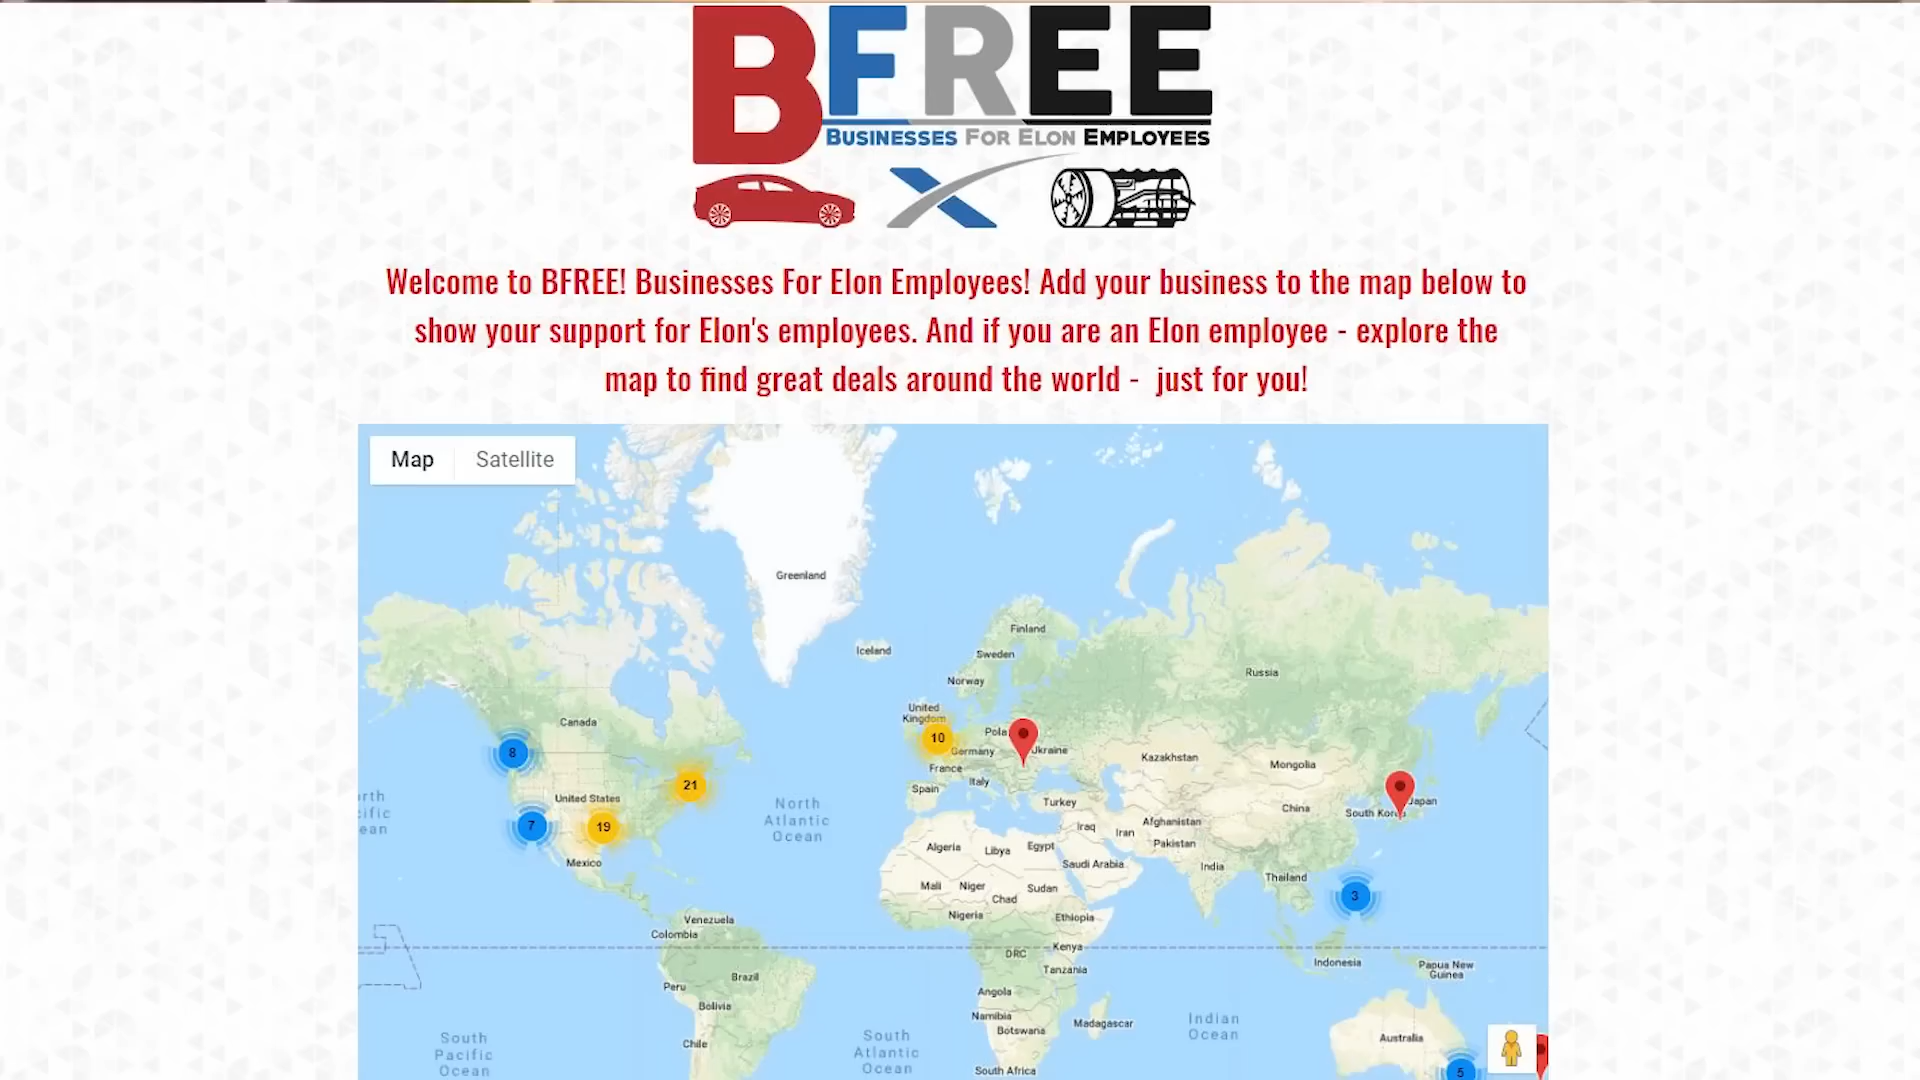 BFREE
BUSINESSES FOR ELON EMPLOYEES
Welcome to BFREE! Businesses For Elon Employees! Add your business to the map below to
show your support for Elon's employees. And if you are an Elon employee - explore the
map to find great deals around the world - just for you!
Map Satellite
Greenland
Finland
Iceland
Sweden
Russia
Norway
United
Kingdom
Canada
Pola
10
Germany
Ukraine
8
Kazakhstan
Mongolia
France
Italy
21
Spain
United States
North
Atlantic
Ocean
Turkey
China
Japan
South Korea
Afghanistan
Iraq
Iran
7
19
Pakistan
Algeria
Libya
Egypt
Saudi Arabia
India
Mexico
Thailand
Mali
Niger
Sudan
Chad
3
Nigeria
Ethiopia
Venezuela
Colombia
Kenya
DRC
Indonesia
Papua New
Guinea
Tanzania
Brazil
Peru
Angola
Bolivia
Namibia
Botswana
Madagascar
Indian
Ocean
Chile
South
Pacific
Ocean
South
Atlantic
Ocean
Australia
South Africa
5